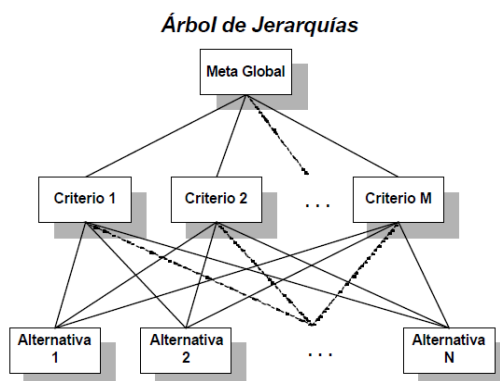 Árbol de Jerarquías
Meta Global
Criterio 1
Criterio 2
. . .
Criterio M
Alternativa
1
Alternativa
2
. . .
Alternativa
N